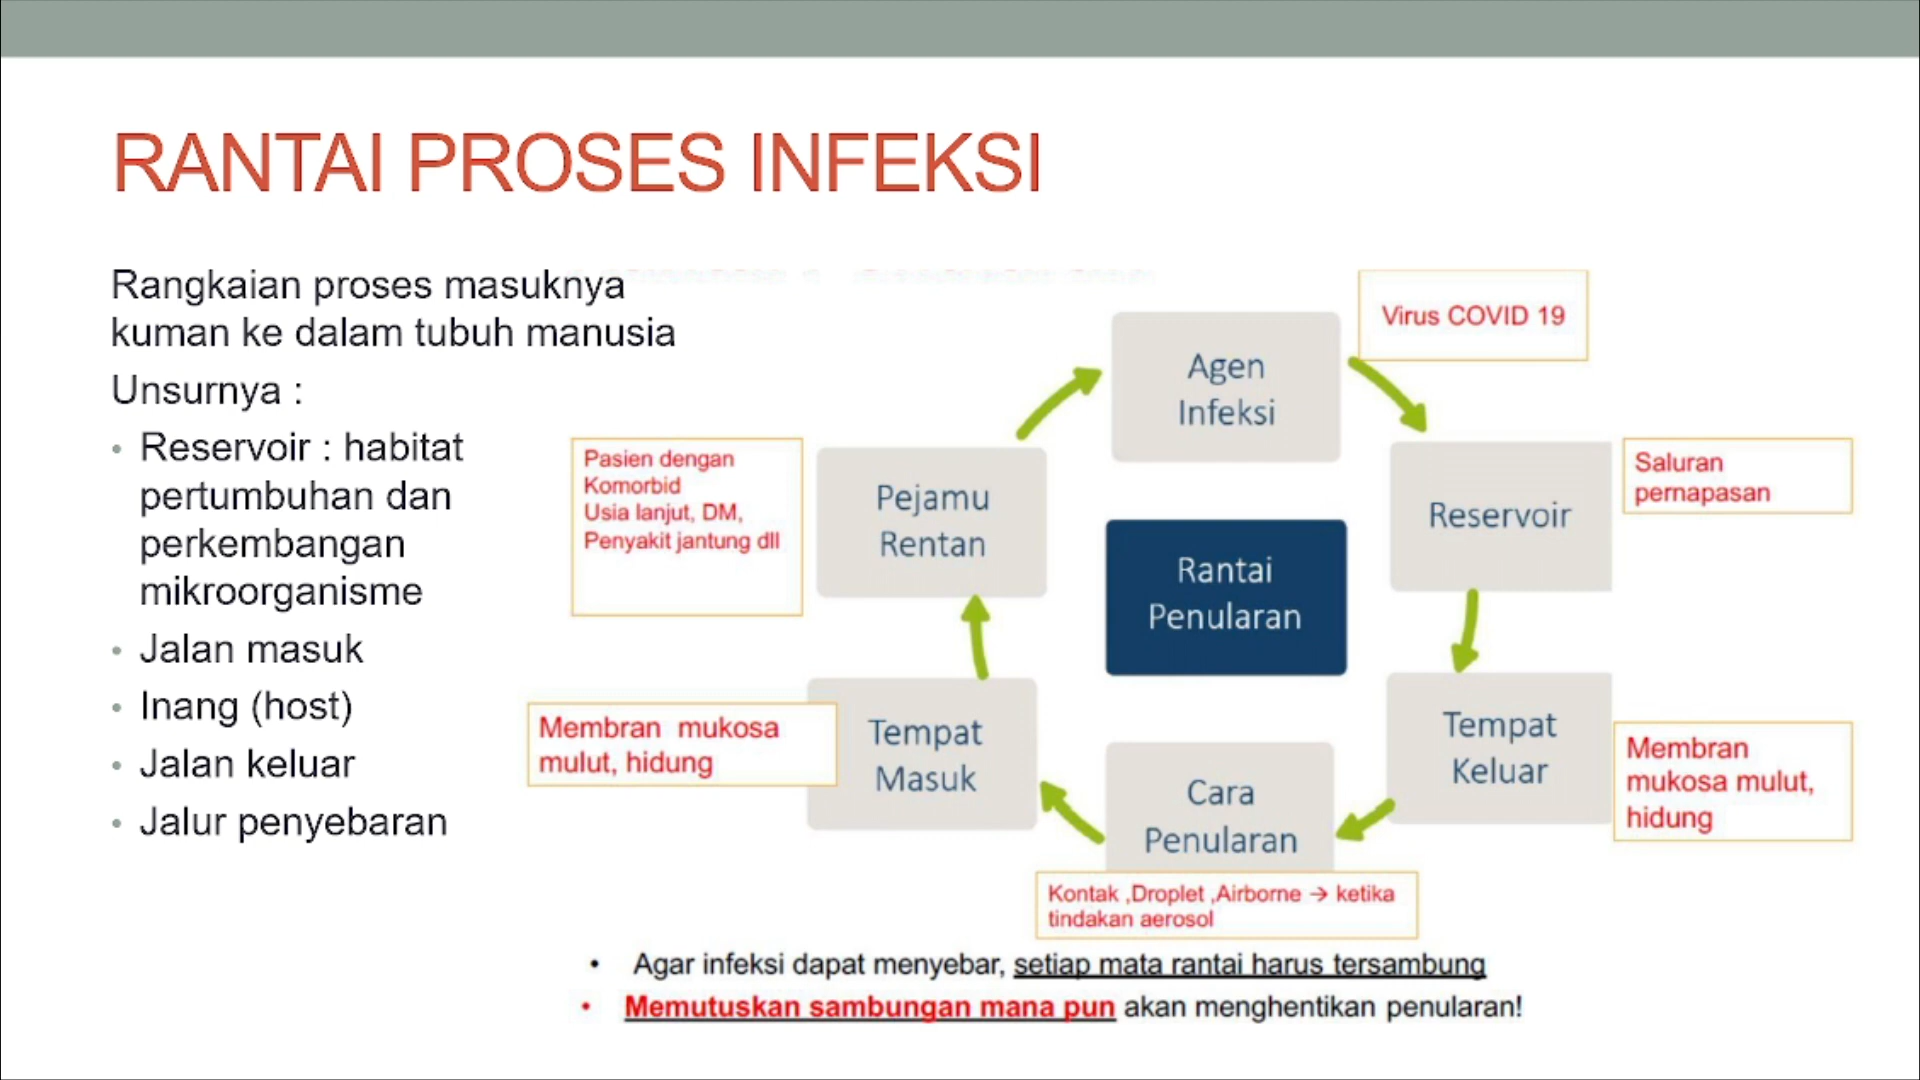 RANTAI PROSES INFEKSI
Rangkaian proses masuknya
kuman ke dalam tubuh manusia
Unsurnya :
• Reservoir : habitat
pertumbuhan dan
perkembangan
mikroorganisme
• Jalan masuk
• Inang (host)
• Jalan keluar
• Jalur penyebaran
Virus COVID 19
Agen
Infeksi
Saluran
pernapasan
Reservoir
Tempat
Keluar
Membran
mukosa mulut,
hidung
Cara
Penularan
Kontak ,Droplet ,Airborne → ketika
tindakan aerosol
Tempat
Masuk
Membran mukosa
mulut, hidung
Pejamu
Rentan
Pasien dengan
Komorbid
Usia lanjut, DM,
Penyakit jantung dll
Rantai
Penularan
• Agar infeksi dapat menyebar, setiap mata rantai harus tersambung
• Memutuskan sambungan mana pun akan menghentikan penularan!